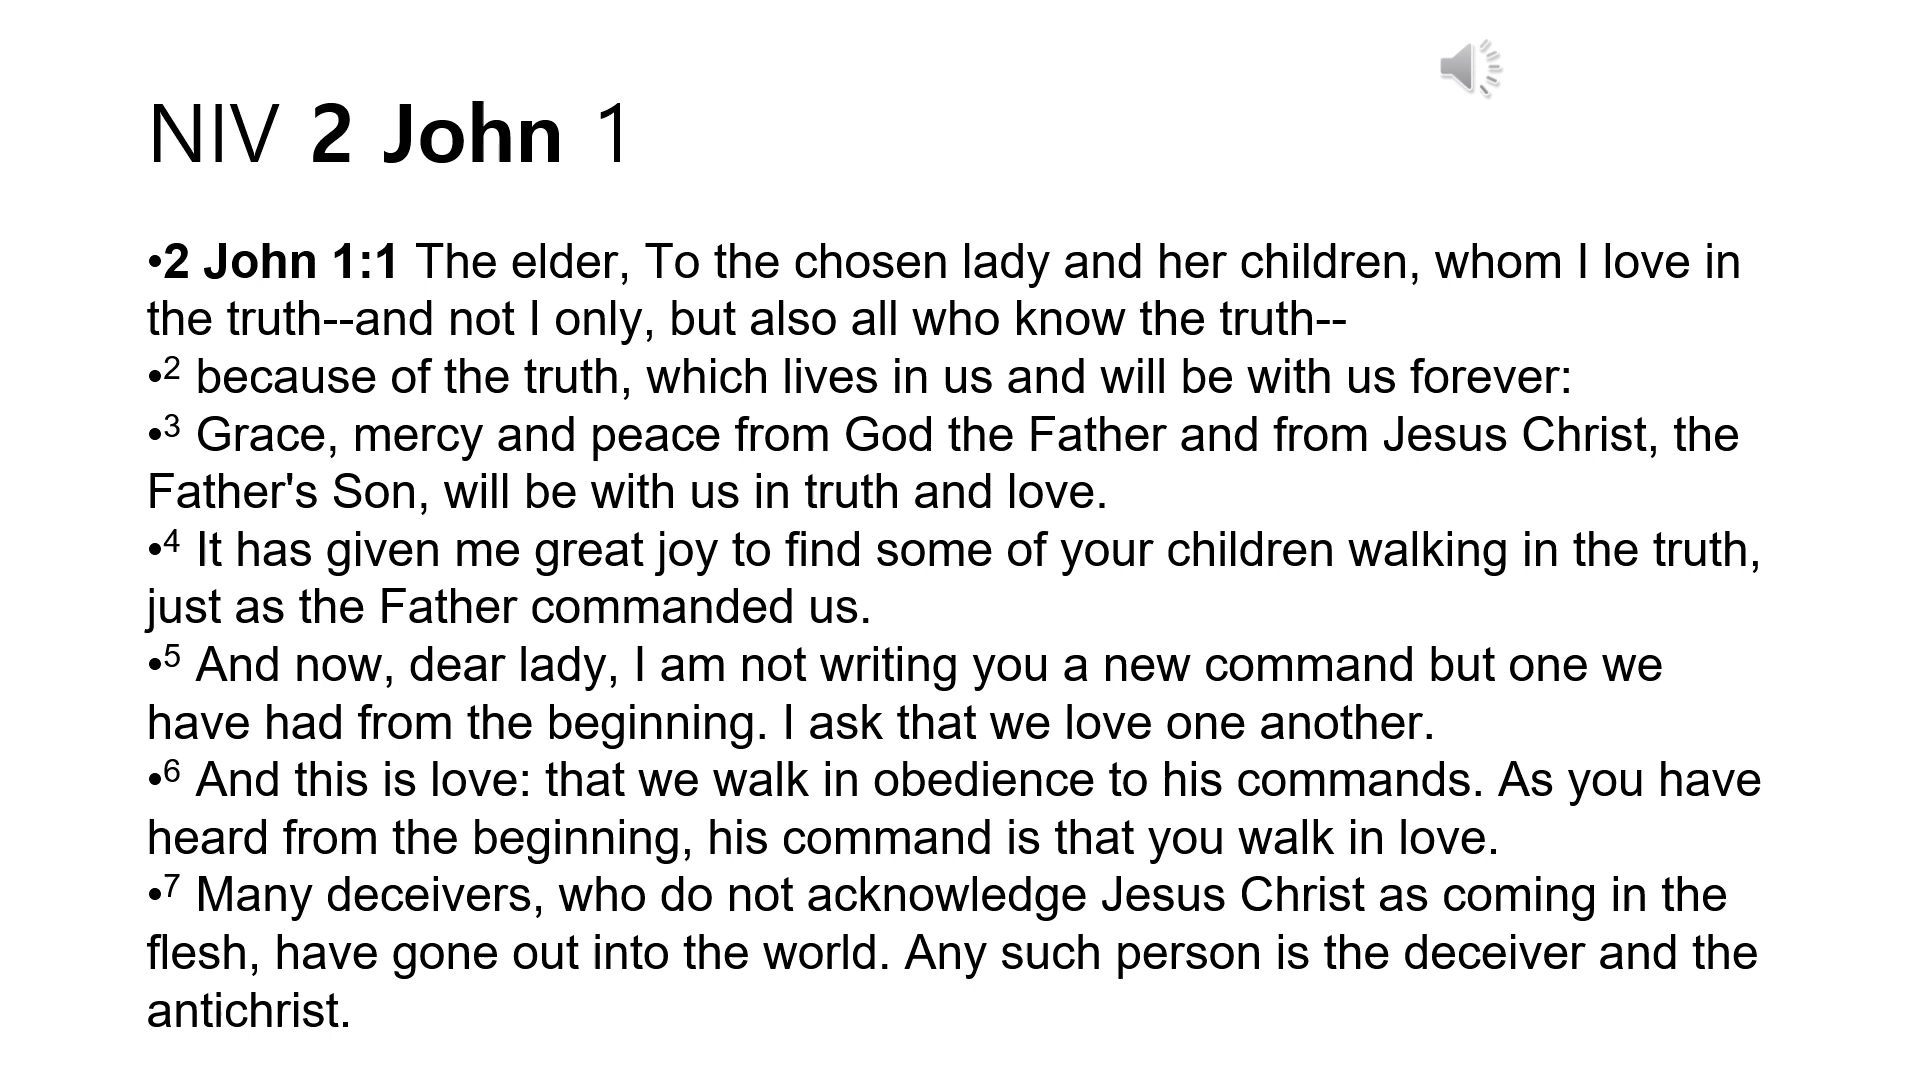 NIV 2 John 1
•2 John 1:1 The elder, To the chosen lady and her children, whom I love in
the truth--and not I only, but also all who know the truth--
•2 because of the truth, which lives in us and will be with us forever:
•3 Grace, mercy and peace from God the Father and from Jesus Christ, the
Father's Son, will be with us in truth and love.
•4 It has given me great joy to find some of your children walking in the truth,
just as the Father commanded us.
•5 And now, dear lady, I am not writing you a new command but one we
have had from the beginning. I ask that we love one another.
•6 And this is love: that we walk in obedience to his commands. As you have
heard from the beginning, his command is that you walk in love.
•7 Many deceivers, who do not acknowledge Jesus Christ as coming in the
flesh, have gone out into the world. Any such person is the deceiver and the
antichrist.